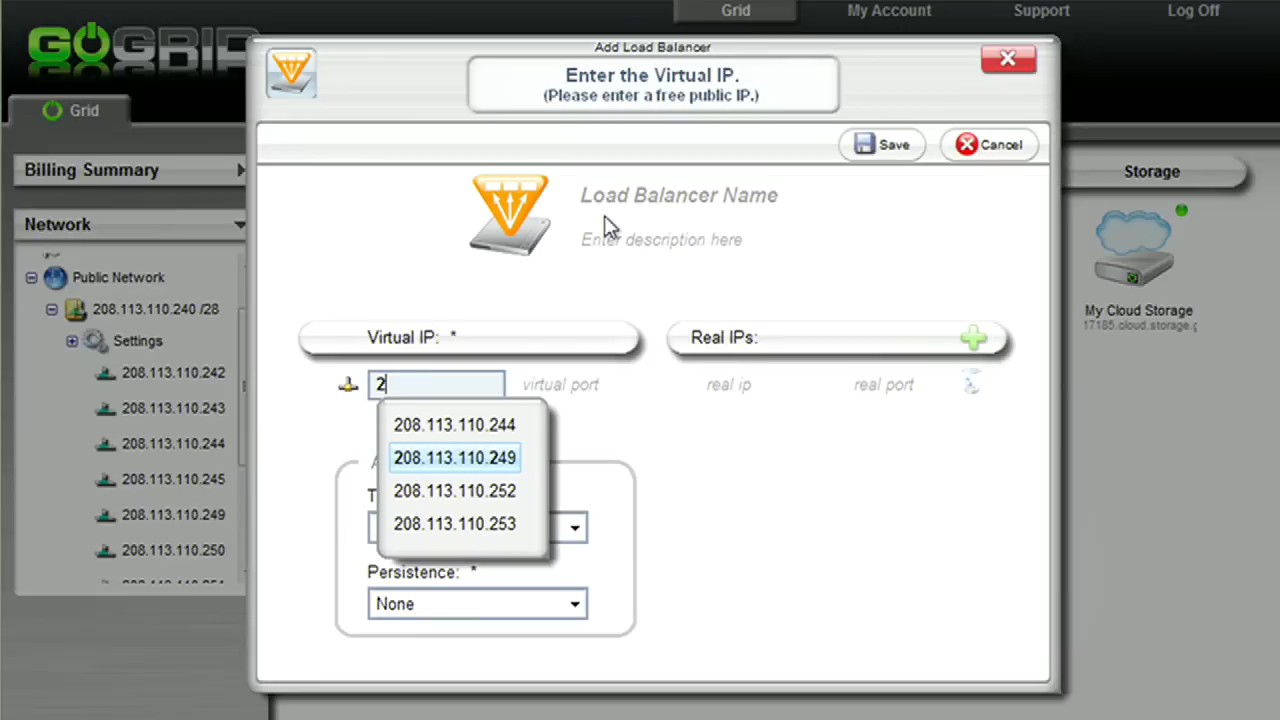 Grid
My Account
Support
Log Off
GOGRID
Grid
Billing Summary
Network
Public Network
208.113.110.240 /28
Settings
208.113.110.242
208.113.110.243
208.113.110.244
208.113.110.245
208.113.110.249
208.113.110.250
Add Load Balancer
Enter the Virtual IP.
(Please enter a free public IP.)
Save
Cancel
Load Balancer Name
Enter description here
Virtual IP: *
Real IPs:
2
virtual port
real ip
real port
208.113.110.244
208.113.110.249
208.113.110.252
208.113.110.253
Persistence: *
None
Storage
My Cloud Storage